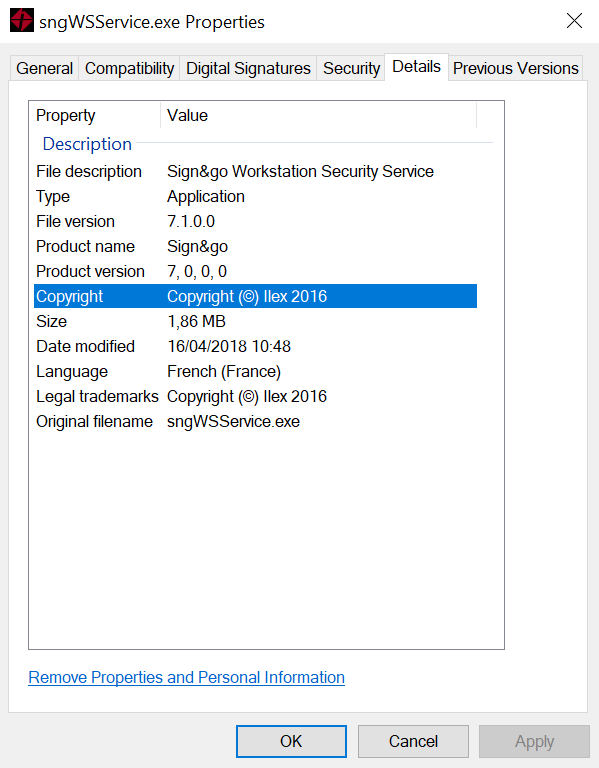 sngWSService.exe Properties
General Compatibility Digital Signatures Security Details Previous Versions
Property Value
Description
File description Sign&go Workstation Security Service
Type Application
File version 7.1.0.0
Product name Sign&go
Product version 7, 0, 0, 0
Copyright Copyright (©) Ilex 2016
Size 1,86 MB
Date modified 16/04/2018 10:48
Language French (France)
Legal trademarks Copyright (©) Ilex 2016
Original filename sngWSService.exe
Remove Properties and Personal Information
OK Cancel Apply